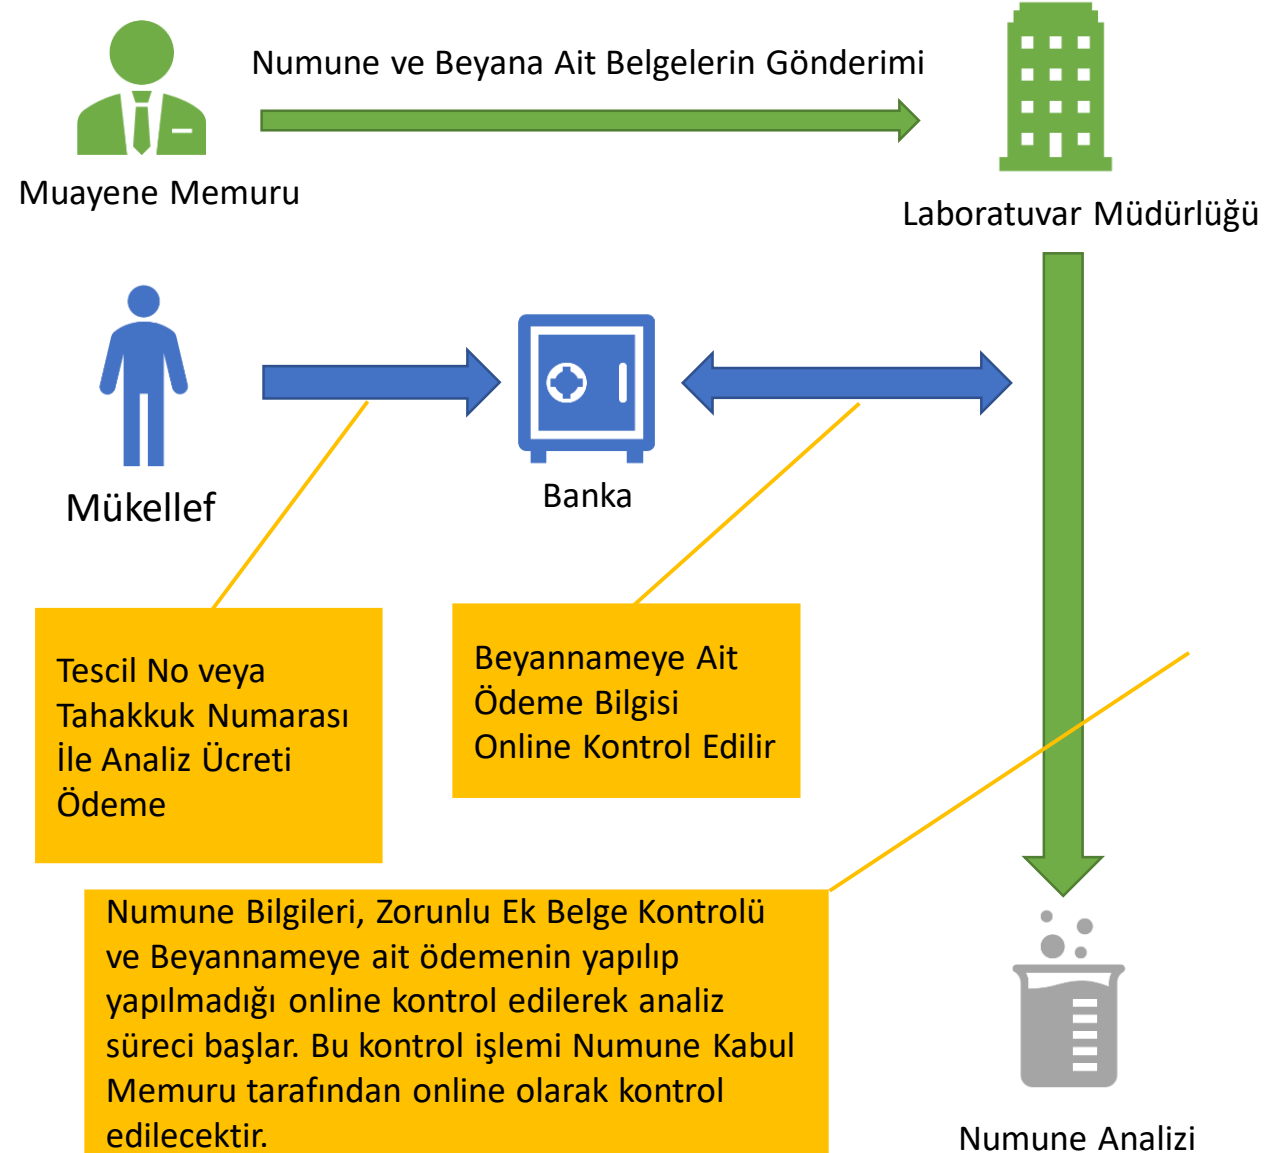 Numune ve Beyana Ait Belgelerin Gönderimi
Muayene Memuru
Laboratuvar Müdürlüğü
Mükellef
Banka
Tescil No veya
Tahakkuk Numarası
İle Analiz Ücreti
Ödeme
Beyannameye Ait
Ödeme Bilgisi
Online Kontrol Edilir
Numune Bilgileri, Zorunlu Ek Belge Kontrolü
ve Beyannameye ait ödemenin yapılıp
yapılmadığı online kontrol edilerek analiz
süreci başlar. Bu kontrol işlemi Numune Kabul
Memuru tarafından online olarak kontrol
edilecektir.
Numune Analizi